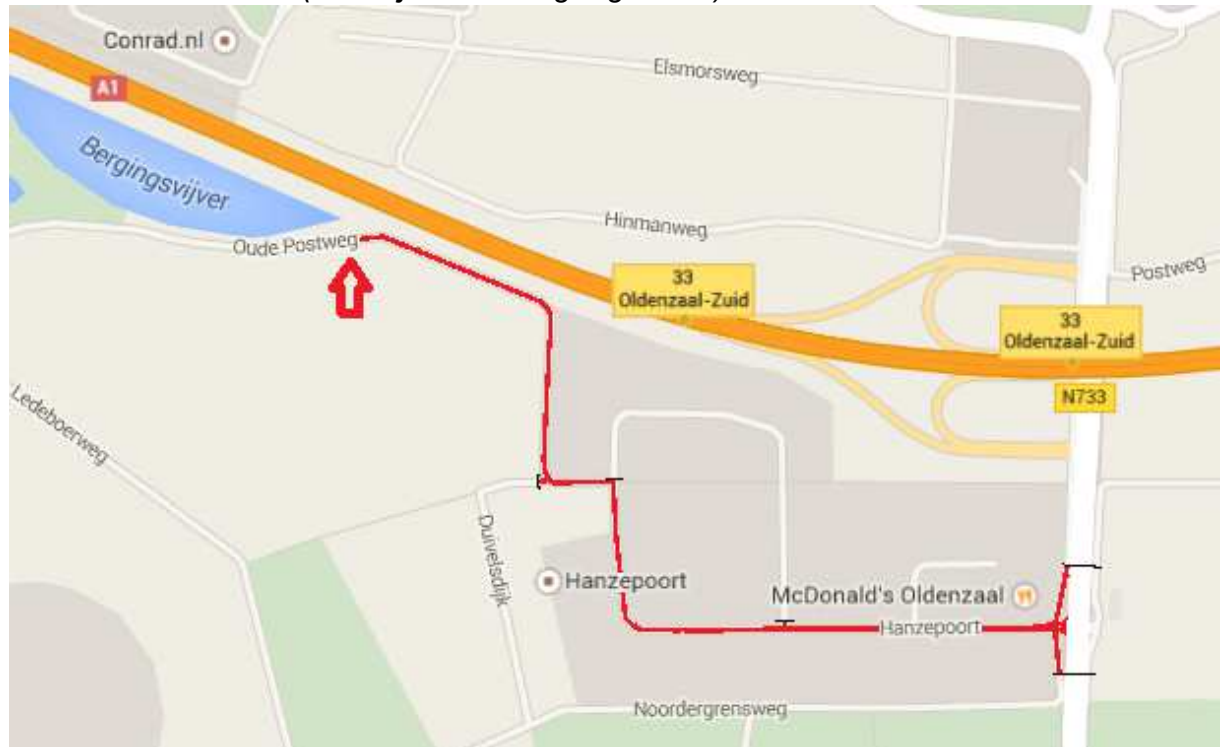 Conrad.nl
A1
Elsmorsweg
Bergingsvijver
Hinmanweg
Oude Postweg
Postweg
33
Oldenzaal-Zuid
33
Oldenzaal-Zuid
N733
Ledeboerweg
Duivelsdijk
Hanzepoort
McDonald's Oldenzaal
Hanzepoort
Noordergrensweg